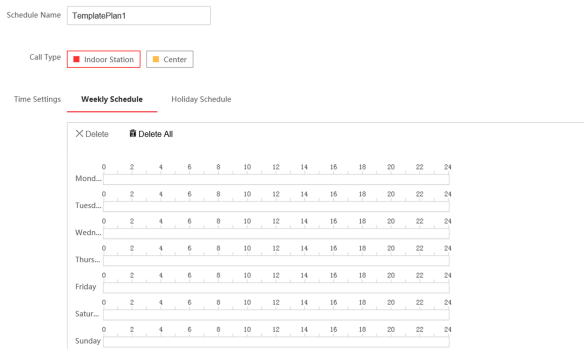 Schedule Name TemplatePlan1
Call Type Indoor Station Center
Time Settings Weekly Schedule Holiday Schedule
Delete Delete All
0 2 4 6 8 10 12 14 16 18 20 22 24
Mond...
0 2 4 6 8 10 12 14 16 18 20 22 24
Tuesd...
0 2 4 6 8 10 12 14 16 18 20 22 24
Wedn...
0 2 4 6 8 10 12 14 16 18 20 22 24
Thurs...
0 2 4 6 8 10 12 14 16 18 20 22 24
Friday
0 2 4 6 8 10 12 14 16 18 20 22 24
Satur...
0 2 4 6 8 10 12 14 16 18 20 22 24
Sunday